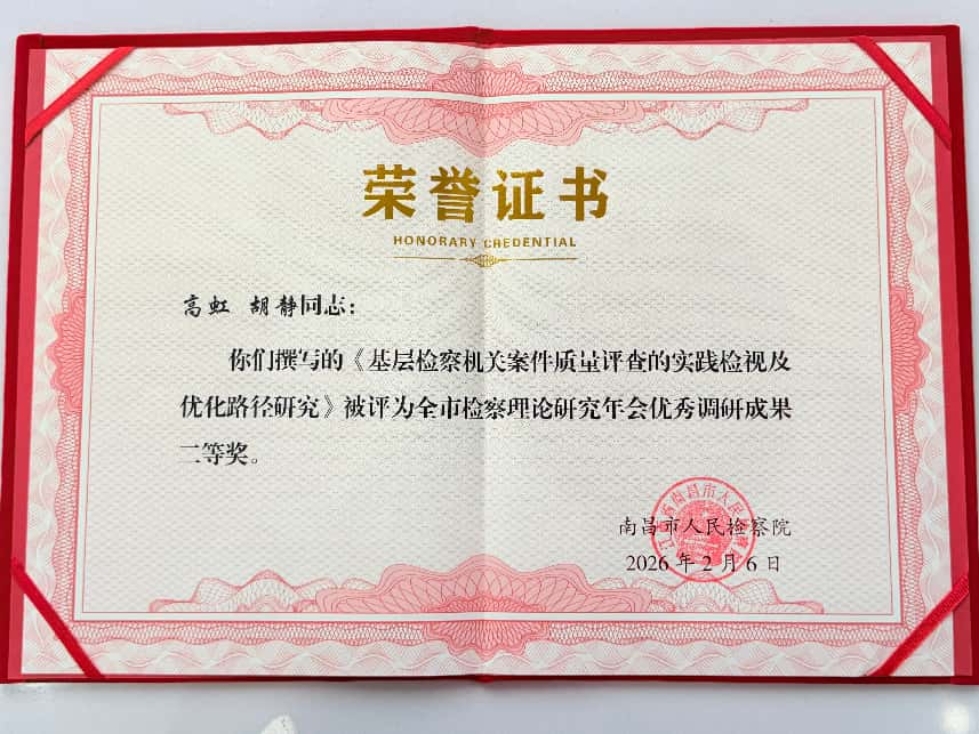 荣誉证书
HONORARY CREDENTIAL
高虹 胡静同志：
你们撰写的《基层检察机关案件质量评查的实践检视及
优化路径研究》被评为全市检察理论研究年会优秀调研成果
二等奖。
南昌市人民检察院
2026 年 2 月 6 日